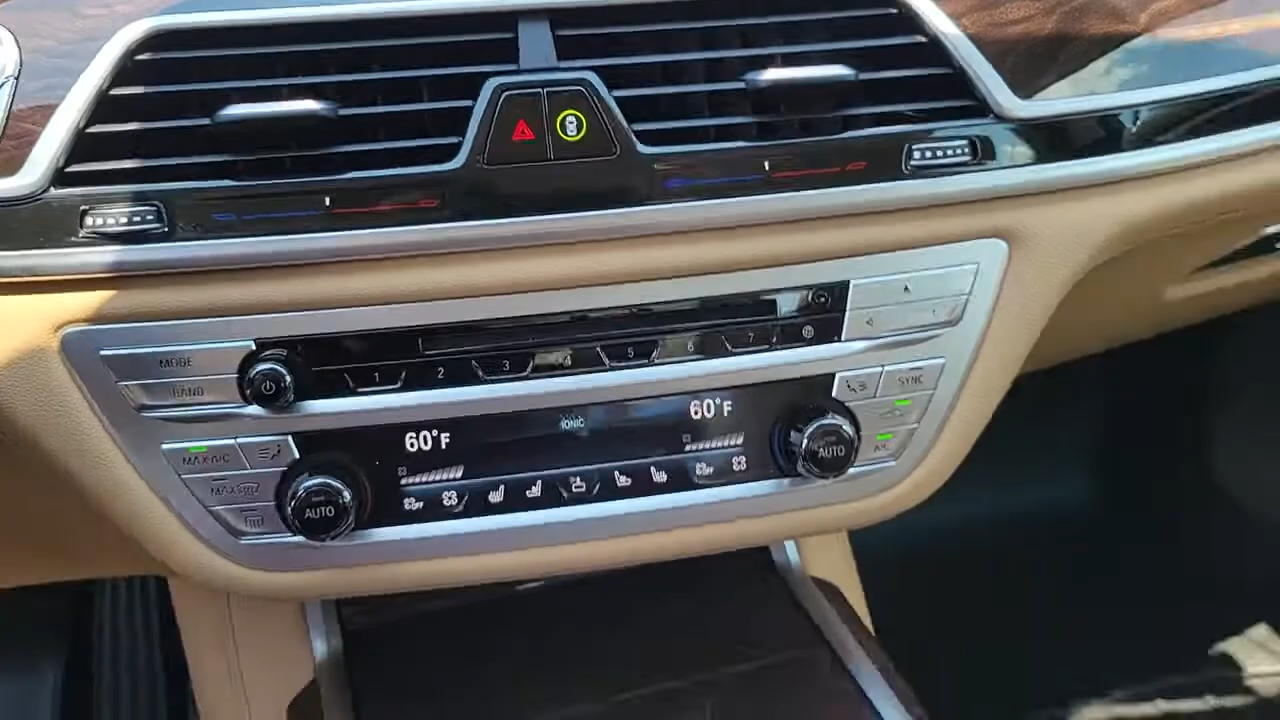 MODE
BAND
1 2 3 4 5 6 7
SYNC
MAX A/C
MAX
60°F
IONIC
60°F
A/C
OFF
OFF
AUTO
AUTO